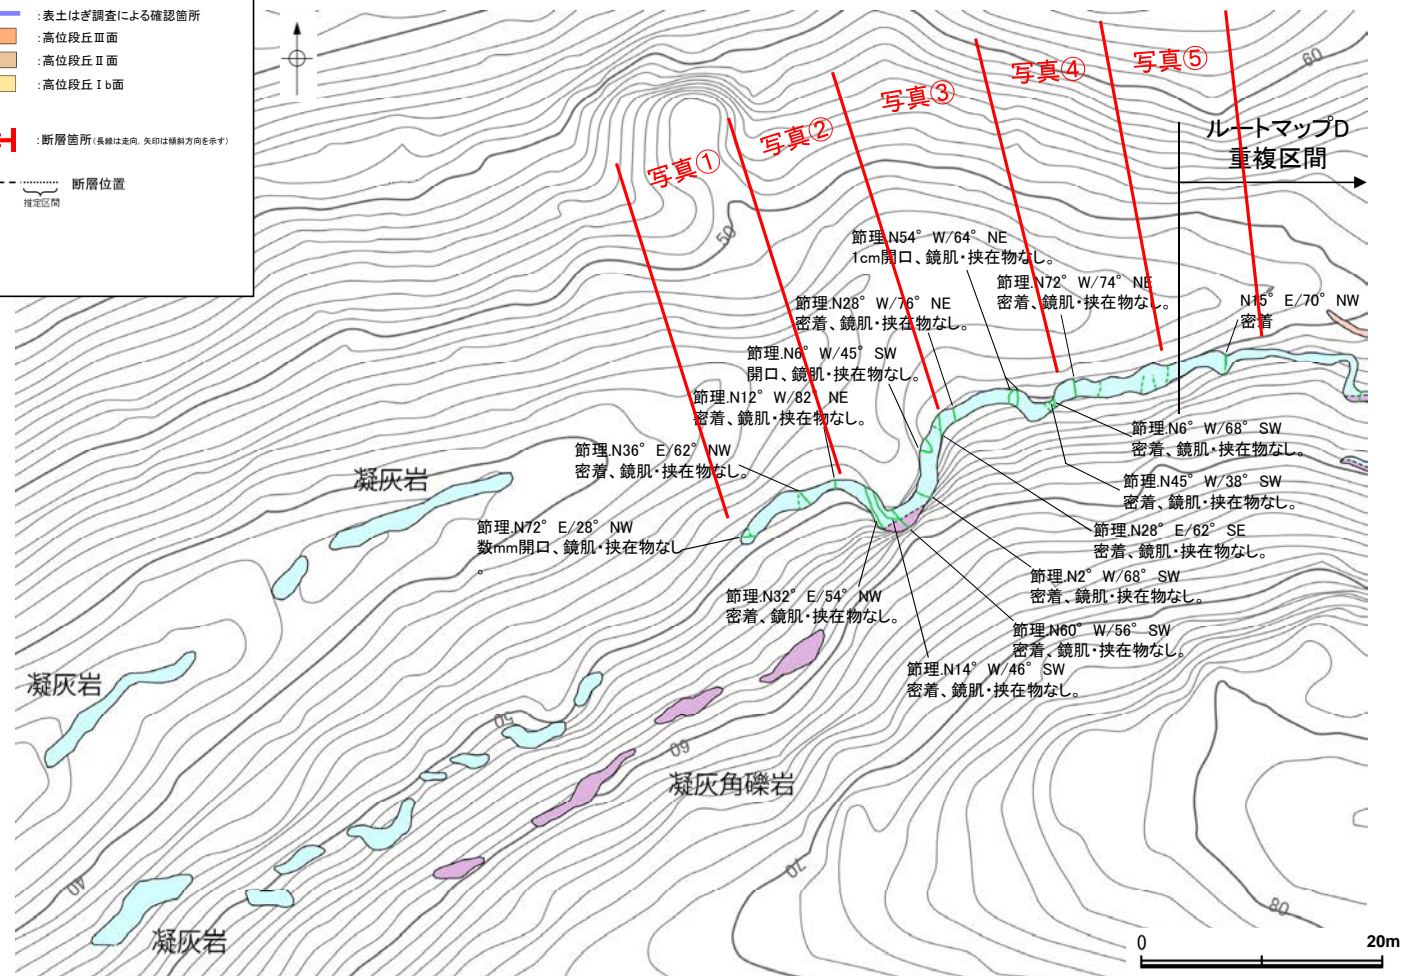 :表土はぎ調査による確認箇所
:高位段丘Ⅲ面
:高位段丘Ⅱ面
:高位段丘Ⅰb面
:断層箇所(長線は走向、矢印は傾斜方向を示す)
断層位置
推定区間
写真①
写真②
写真③
写真④
写真⑤
60
ルートマップD
重複区間
50
節理.N54°W/64°NE
1cm開口、鏡肌・挟在物なし。
節理.N72°W/74°NE
密着、鏡肌・挟在物なし。
N15°E/70°NW
密着
節理.N28°W/76°NE
密着、鏡肌・挟在物なし。
節理.N6°W/45°SW
開口、鏡肌・挟在物なし。
節理.N12°W/82°NE
密着、鏡肌・挟在物なし。
節理.N36°E/62°NW
密着、鏡肌・挟在物なし。
節理.N72°E/28°NW
数mm開口、鏡肌・挟在物なし
。
節理.N6°W/68°SW
密着、鏡肌・挟在物なし。
節理.N45°W/38°SW
密着、鏡肌・挟在物なし。
節理.N28°E/62°SE
密着、鏡肌・挟在物なし。
節理.N2°W/68°SW
密着、鏡肌・挟在物なし。
節理.N32°E/54°NW
密着、鏡肌・挟在物なし。
節理.N60°W/56°SW
密着、鏡肌・挟在物なし。
節理.N14°W/46°SW
密着、鏡肌・挟在物なし。
凝灰岩
凝灰岩
50
60
凝灰角礫岩
70
40
80
凝灰岩
0
20m